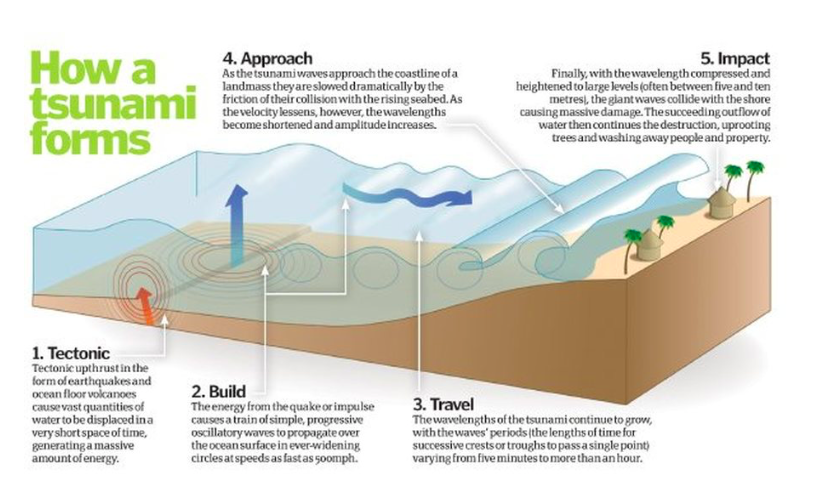 How a
tsunami
forms
4. Approach
As the tsunami waves approach the coastline of a
landmass they are slowed dramatically by the
friction of their collision with the rising seabed. As
the velocity lessens, however, the wavelengths
become shortened and amplitude increases.
5. Impact
Finally, with the wavelength compressed and
heightened to large levels (often between five and ten
metres), the giant waves collide with the shore
causing massive damage. The succeeding outflow of
water then continues the destruction, uprooting
trees and washing away people and property.
1. Tectonic
Tectonic upthrust in the
form of earthquakes and
ocean floor volcanoes
cause vast quantities of
water to be displaced in a
very short space of time,
generating a massive
amount of energy.
2. Build
The energy from the quake or impulse
causes a train of simple, progressive
oscillatory waves to propagate over
the ocean surface in ever-widening
circles at speeds as fast as 500mph.
3. Travel
The wavelengths of the tsunami continue to grow,
with the waves' periods (the lengths of time for
successive crests or troughs to pass a single point)
varying from five minutes to more than an hour.